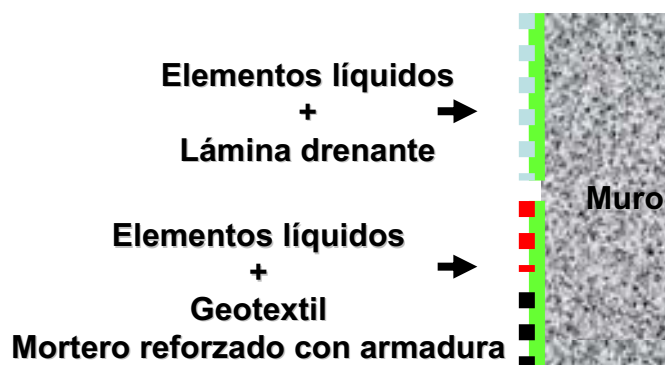 Elementos líquidos
+
Lámina drenante
Muro
Elementos líquidos
+
Geotextil
Mortero reforzado con armadura